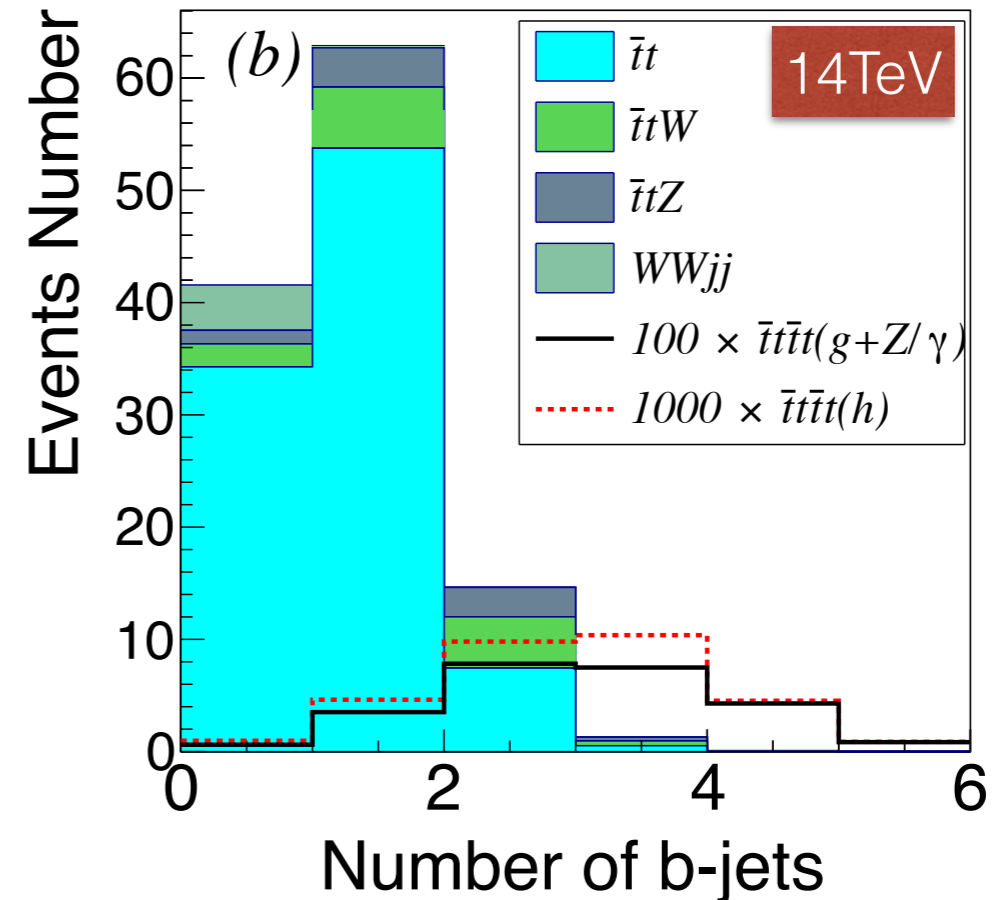 (b)
14TeV
t̄t
t̄tW
t̄tZ
WWjj
100 × t̄tt̄t(g+Z/γ)
1000 × t̄tt̄t(h)
Events Number
60
50
40
30
20
10
0
0 2 4 6
Number of b-jets